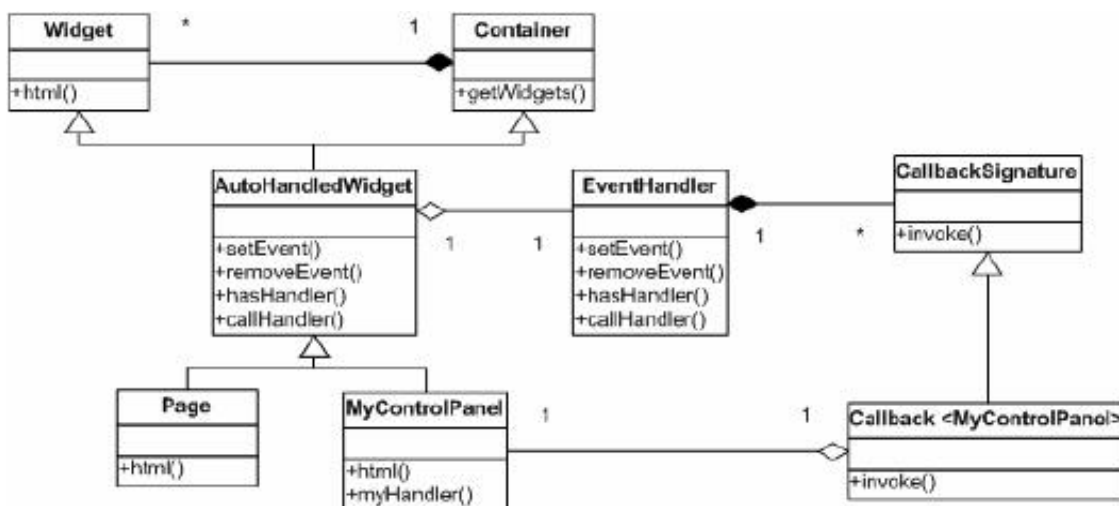 Widget
*
1
Container
+html()
+getWidgets()
AutoHandledWidget
EventHandler
CallbackSignature
+setEvent()
+removeEvent()
+hasHandler()
+callHandler()
1
1
+setEvent()
+removeEvent()
+hasHandler()
+callHandler()
1
*
+invoke()
Page
+html()
MyControlPanel
+html()
+myHandler()
1
1
Callback <MyControlPanel>
+invoke()